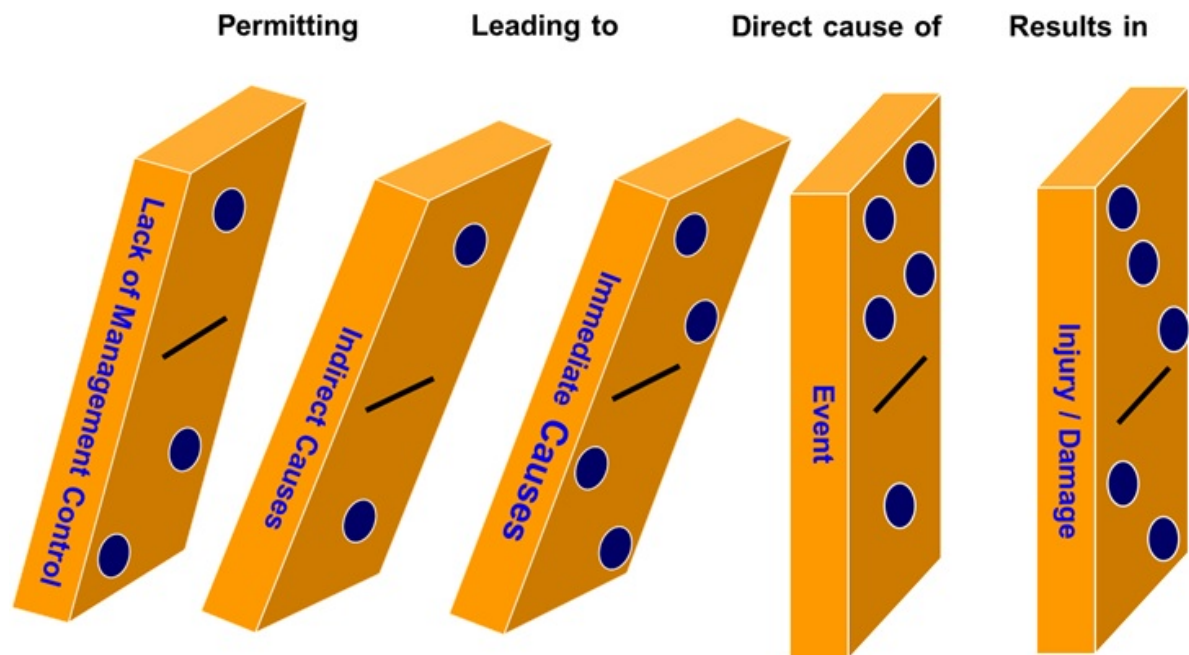 Permitting Leading to Direct cause of Results in
Lack of Management Control
Indirect Causes
Immediate Causes
Event
Injury / Damage